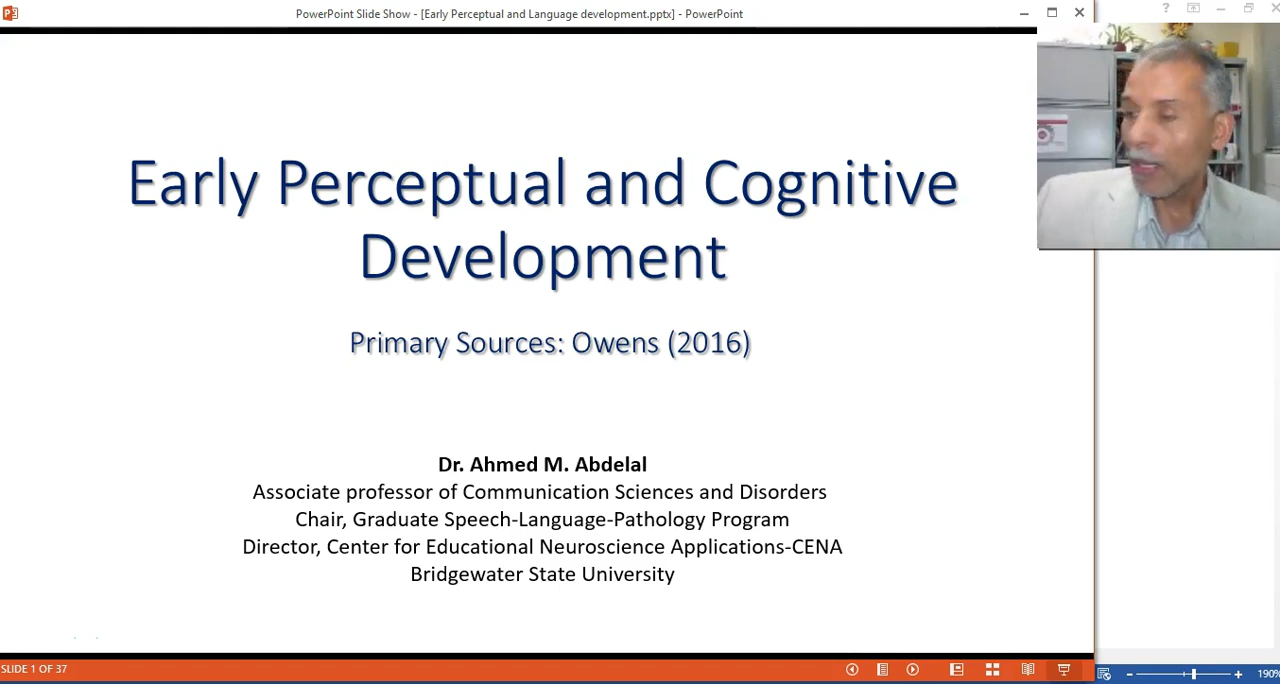 PowerPoint Slide Show - [Early Perceptual and Language development.pptx] - PowerPoint
Early Perceptual and Cognitive
Development
Primary Sources: Owens (2016)
Dr. Ahmed M. Abdelal
Associate professor of Communication Sciences and Disorders
Chair, Graduate Speech-Language-Pathology Program
Director, Center for Educational Neuroscience Applications-CENA
Bridgewater State University
SLIDE 1 OF 37
190%